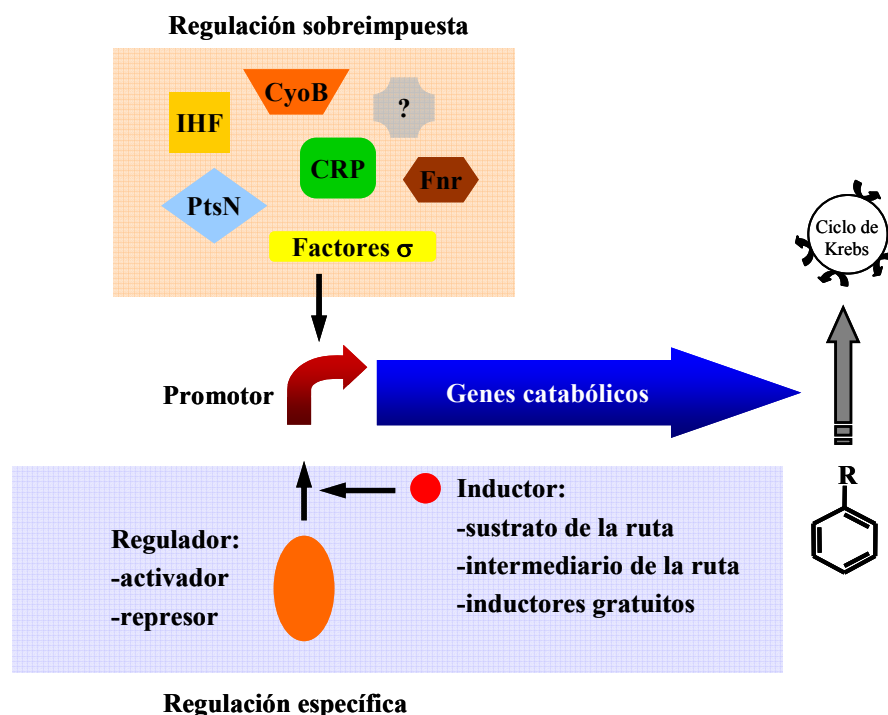 Regulación sobreimpuesta
CyoB
?
IHF
CRP
Fnr
PtsN
Factores σ
Ciclo de
Krebs
Promotor
Genes catabólicos
R
Regulador:
-activador
-represor
Inductor:
-sustrato de la ruta
-intermediario de la ruta
-inductores gratuitos
Regulación específica